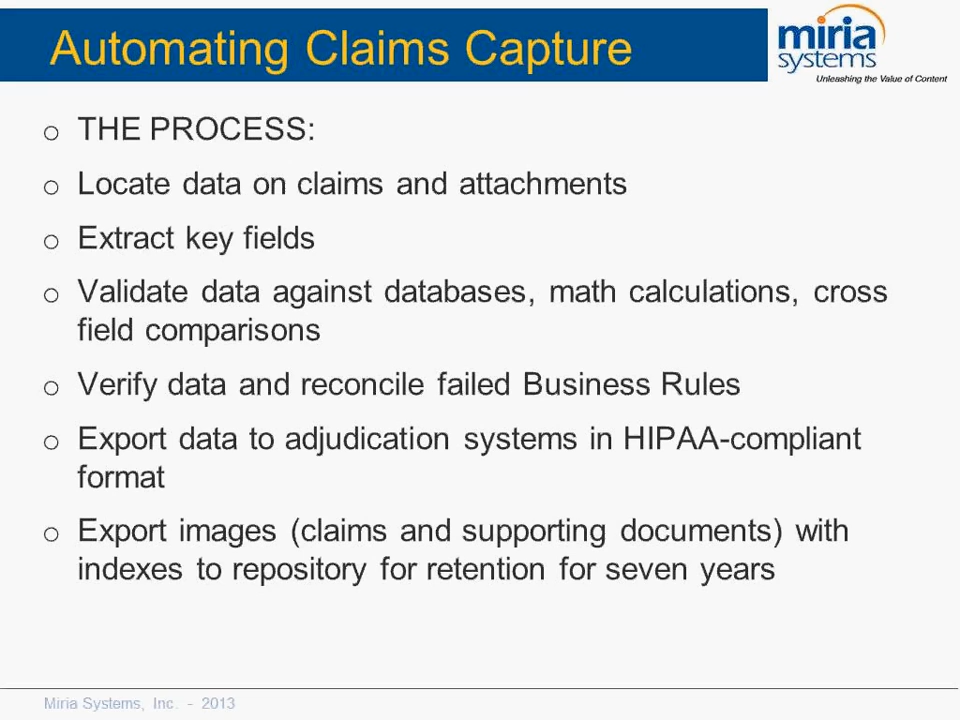 Automating Claims Capture
miria
systems
Unleashing the Value of Content
o THE PROCESS:
o Locate data on claims and attachments
o Extract key fields
o Validate data against databases, math calculations, cross
field comparisons
o Verify data and reconcile failed Business Rules
o Export data to adjudication systems in HIPAA-compliant
format
o Export images (claims and supporting documents) with
indexes to repository for retention for seven years
Miria Systems, Inc. - 2013